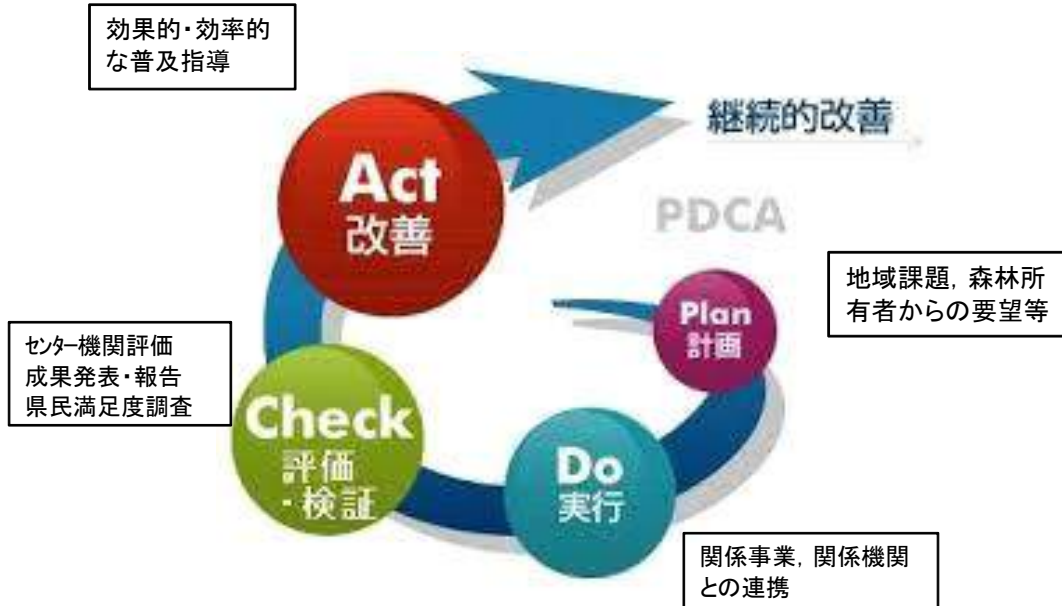 効果的・効率的
な普及指導
Act
改善
継続的改善
PDCA
Plan
計画
地域課題, 森林所
有者からの要望等
センター機関評価
成果発表・報告
県民満足度調査
Check
評価
・検証
Do
実行
関係事業, 関係機関
との連携